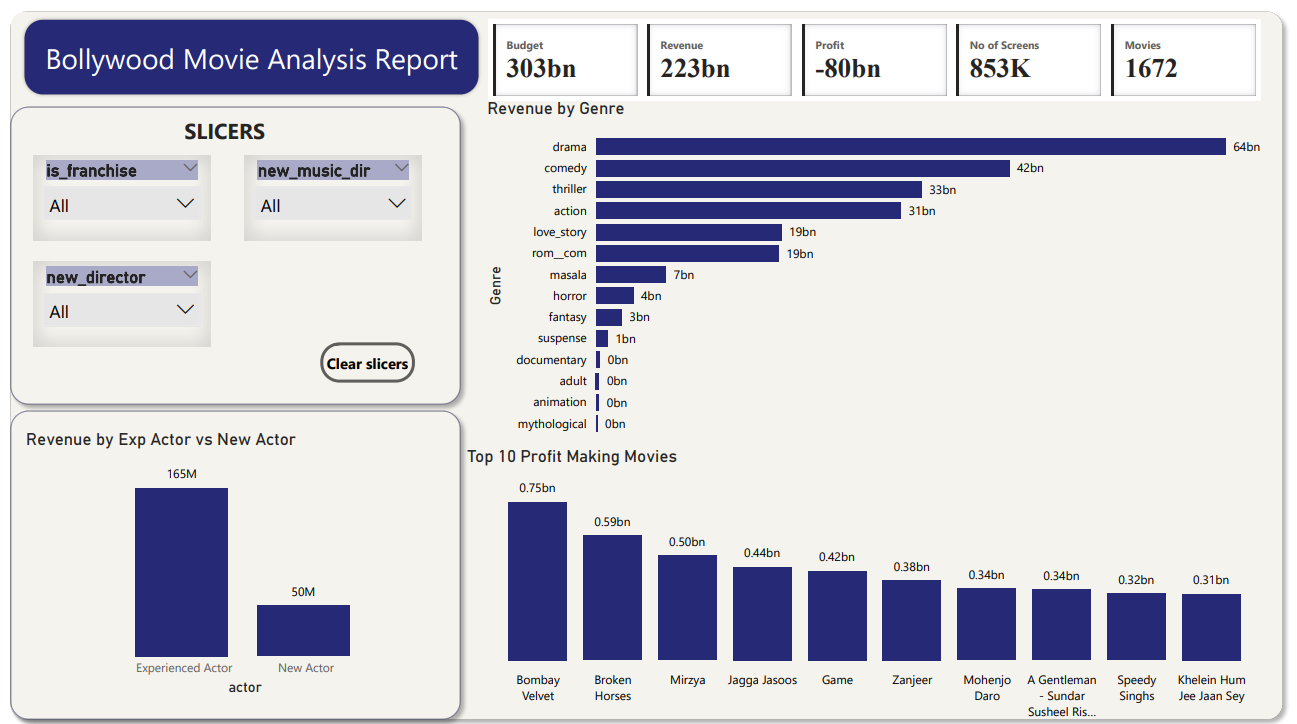 Bollywood Movie Analysis Report
Budget
303bn
Revenue
223bn
Profit
-80bn
No of Screens
853K
Movies
1672
SLICERS
is_franchise
All
new_music_dir
All
new_director
All
Clear slicers
Revenue by Genre
Genre
drama 64bn
comedy 42bn
thriller 33bn
action 31bn
love_story 19bn
rom__com 19bn
masala 7bn
horror 4bn
fantasy 3bn
suspense 1bn
documentary 0bn
adult 0bn
animation 0bn
mythological 0bn
Revenue by Exp Actor vs New Actor
165M
50M
Experienced Actor New Actor
actor
Top 10 Profit Making Movies
0.75bn 0.59bn 0.50bn 0.44bn 0.42bn 0.38bn 0.34bn 0.34bn 0.32bn 0.31bn
Bombay
Velvet
Broken
Horses
Mirzya
Jagga Jasoos
Game
Zanjeer
Mohenjo
Daro
A Gentleman
- Sundar
Susheel Ris...
Speedy
Singhs
Khelein Hum
Jee Jaan Sey